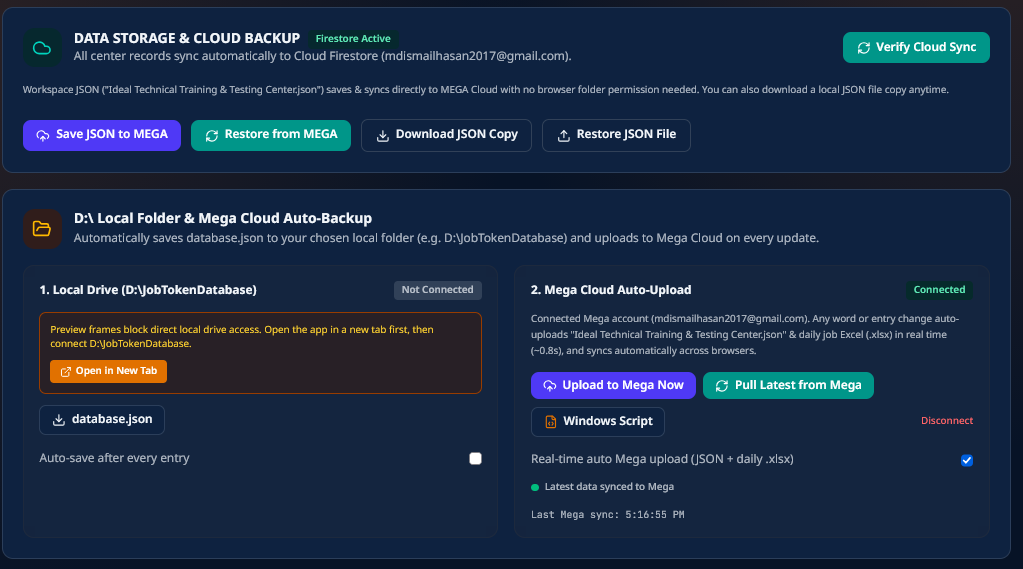 DATA STORAGE & CLOUD BACKUP Firestore Active
All center records sync automatically to Cloud Firestore (mdismailhasan2017@gmail.com).
Verify Cloud Sync
Workspace JSON ("Ideal Technical Training & Testing Center.json") saves & syncs directly to MEGA Cloud with no browser folder permission needed. You can also download a local JSON file copy anytime.
Save JSON to MEGA
Restore from MEGA
Download JSON Copy
Restore JSON File
D:\ Local Folder & Mega Cloud Auto-Backup
Automatically saves database.json to your chosen local folder (e.g. D:\JobTokenDatabase) and uploads to Mega Cloud on every update.
1. Local Drive (D:\JobTokenDatabase) Not Connected
Preview frames block direct local drive access. Open the app in a new tab first, then
connect D:\JobTokenDatabase.
Open in New Tab
database.json
Auto-save after every entry
2. Mega Cloud Auto-Upload Connected
Connected Mega account (mdismailhasan2017@gmail.com). Any word or entry change auto-
uploads "Ideal Technical Training & Testing Center.json" & daily job Excel (.xlsx) in real time
(~0.8s), and syncs automatically across browsers.
Upload to Mega Now
Pull Latest from Mega
Windows Script
Disconnect
Real-time auto Mega upload (JSON + daily .xlsx)
Latest data synced to Mega
Last Mega sync: 5:16:55 PM